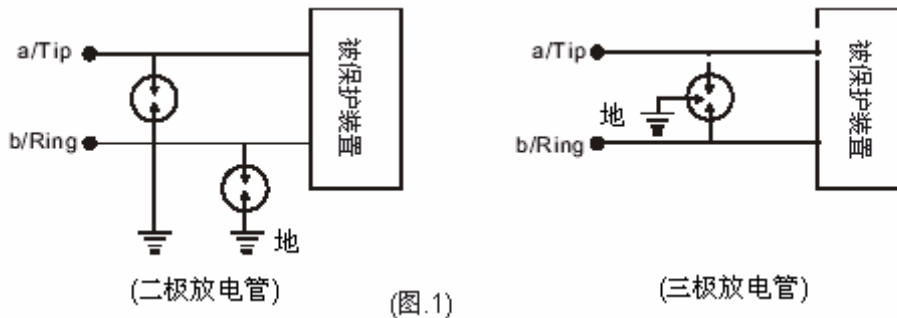 a/Tip
b/Ring
被保护装置
地
(二极放电管)
(图.1)
a/Tip
b/Ring
被保护装置
地
(三极放电管)